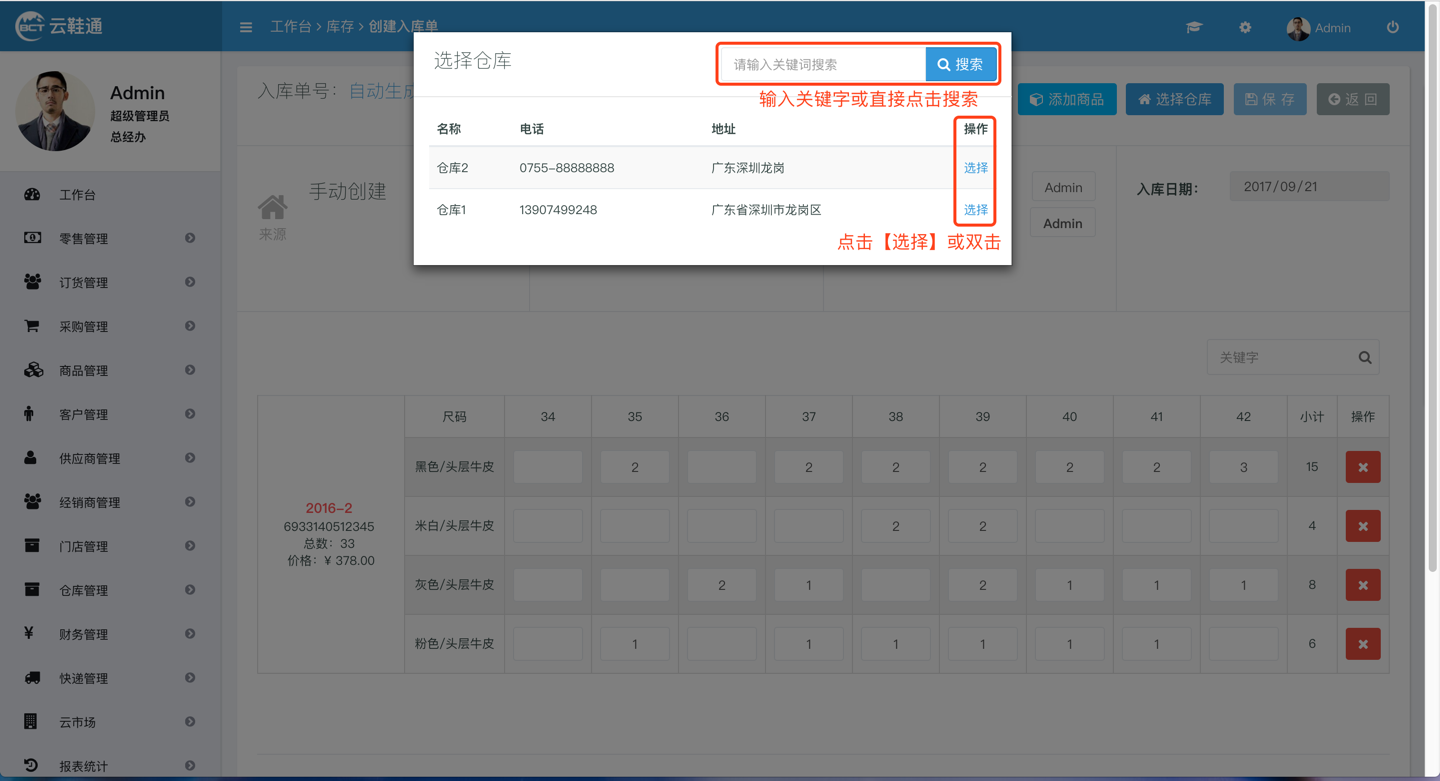 BCT 云鞋通
工作台 > 库存 > 创建入库单
Admin
Admin
超级管理员
总经办
工作台
零售管理
订货管理
采购管理
商品管理
客户管理
供应商管理
经销商管理
门店管理
仓库管理
财务管理
快递管理
云市场
报表统计
入库单号：自动生成
添加商品
选择仓库
保 存
返 回
选择仓库
请输入关键词搜索
搜索
输入关键字或直接点击搜索
名称 电话 地址 操作
仓库2 0755-88888888 广东深圳龙岗 选择
仓库1 13907499248 广东省深圳市龙岗区 选择
点击【选择】或双击
手动创建
来源
Admin
Admin
入库日期： 2017/09/21
关键字
尺码 34 35 36 37 38 39 40 41 42 小计 操作
2016-2
6933140512345
总数：33
价格：¥ 378.00
黑色/头层牛皮 2 2 2 2 2 2 3 15
米白/头层牛皮 2 2 4
灰色/头层牛皮 2 1 2 1 1 1 8
粉色/头层牛皮 1 1 1 1 1 1 6